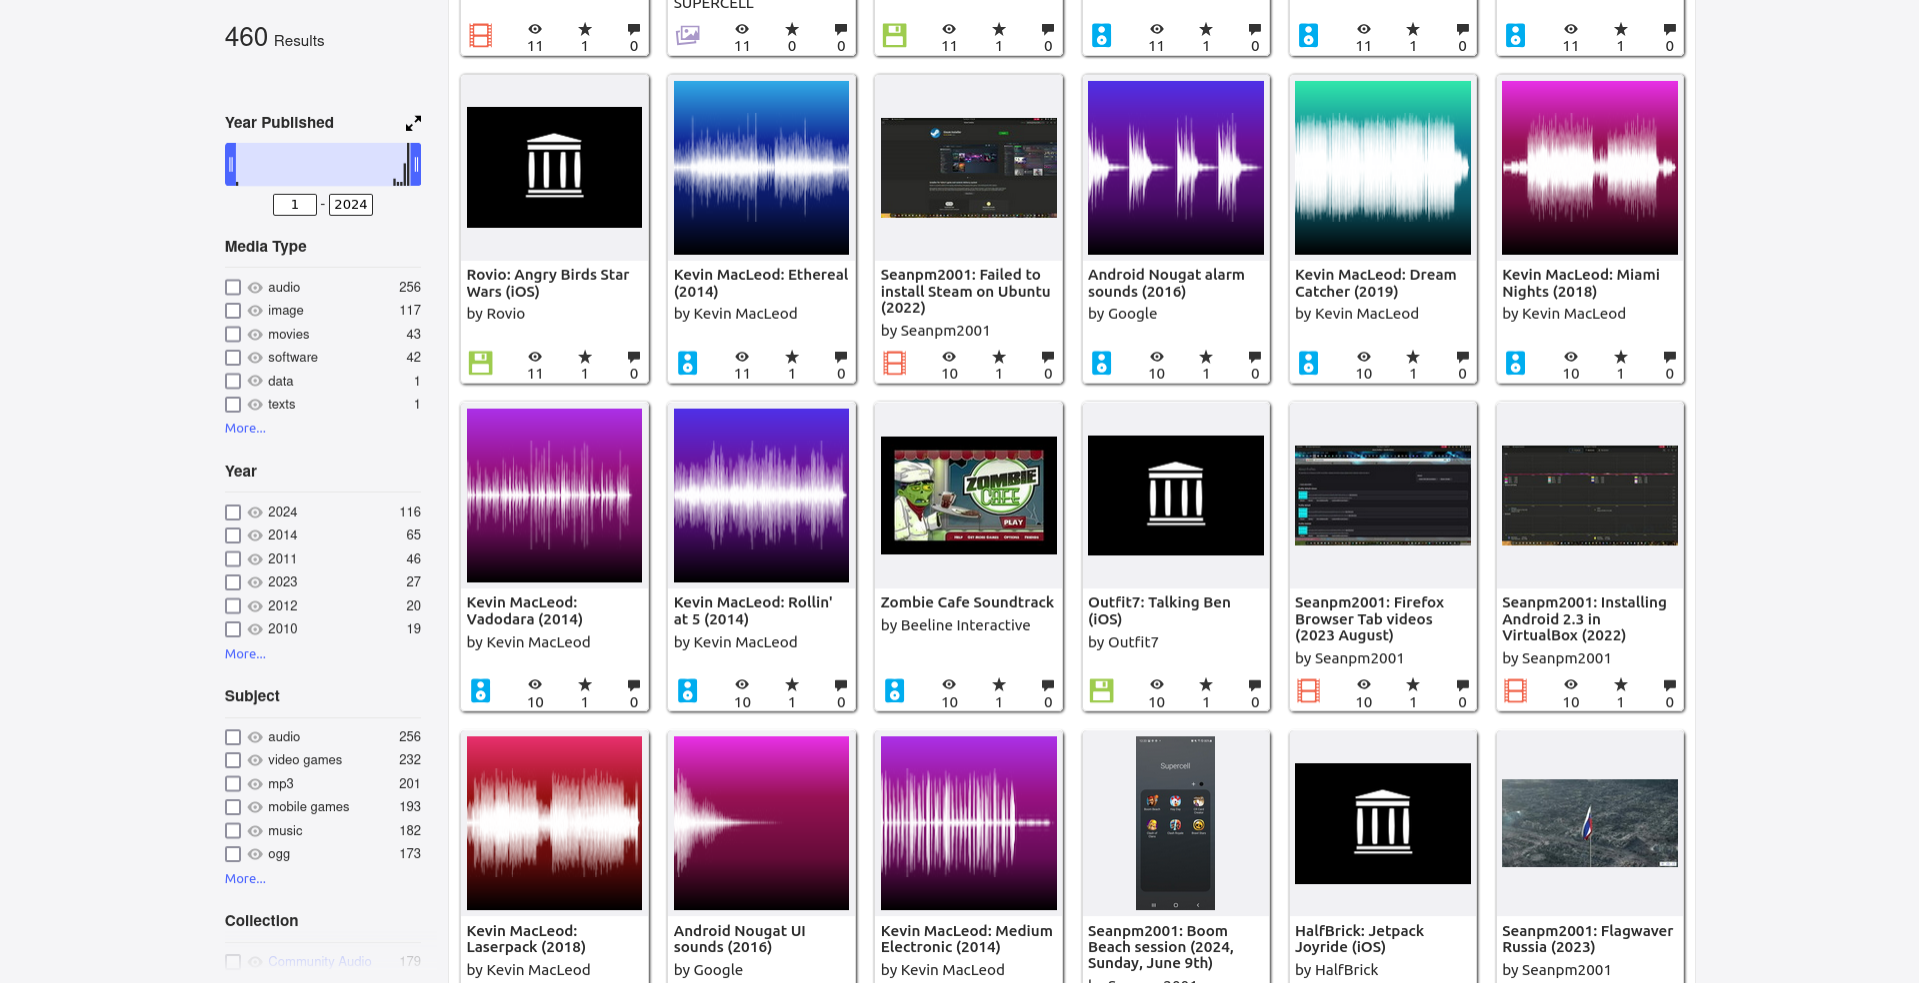 460 Results
Year Published
1 - 2024
Media Type
audio 256
image 117
movies 43
software 42
data 1
texts 1
More...
Year
2024 116
2014 65
2011 46
2023 27
2012 20
2010 19
More...
Subject
audio 256
video games 232
mp3 201
mobile games 193
music 182
ogg 173
More...
Collection
Community Audio 179
SUPERCELL
11 1 0
11 0 0
11 1 0
11 1 0
11 1 0
11 1 0
Rovio: Angry Birds Star
Wars (iOS)
by Rovio
11 1 0
Kevin MacLeod: Ethereal
(2014)
by Kevin MacLeod
11 1 0
Seanpm2001: Failed to
install Steam on Ubuntu
(2022)
by Seanpm2001
10 1 0
Android Nougat alarm
sounds (2016)
by Google
10 1 0
Kevin MacLeod: Dream
Catcher (2019)
by Kevin MacLeod
10 1 0
Kevin MacLeod: Miami
Nights (2018)
by Kevin MacLeod
10 1 0
Kevin MacLeod:
Vadodara (2014)
by Kevin MacLeod
10 1 0
Kevin MacLeod: Rollin'
at 5 (2014)
by Kevin MacLeod
10 1 0
ZOMBIE
CAFE
PLAY
Zombie Cafe Soundtrack
by Beeline Interactive
10 1 0
Outfit7: Talking Ben
(iOS)
by Outfit7
10 1 0
Seanpm2001: Firefox
Browser Tab videos
(2023 August)
by Seanpm2001
10 1 0
Seanpm2001: Installing
Android 2.3 in
VirtualBox (2022)
by Seanpm2001
10 1 0
Kevin MacLeod:
Laserpack (2018)
by Kevin MacLeod
Android Nougat UI
sounds (2016)
by Google
Kevin MacLeod: Medium
Electronic (2014)
by Kevin MacLeod
Supercell
Seanpm2001: Boom
Beach session (2024,
Sunday, June 9th)
by Seanpm2001
HalfBrick: Jetpack
Joyride (iOS)
by HalfBrick
Seanpm2001: Flagwaver
Russia (2023)
by Seanpm2001